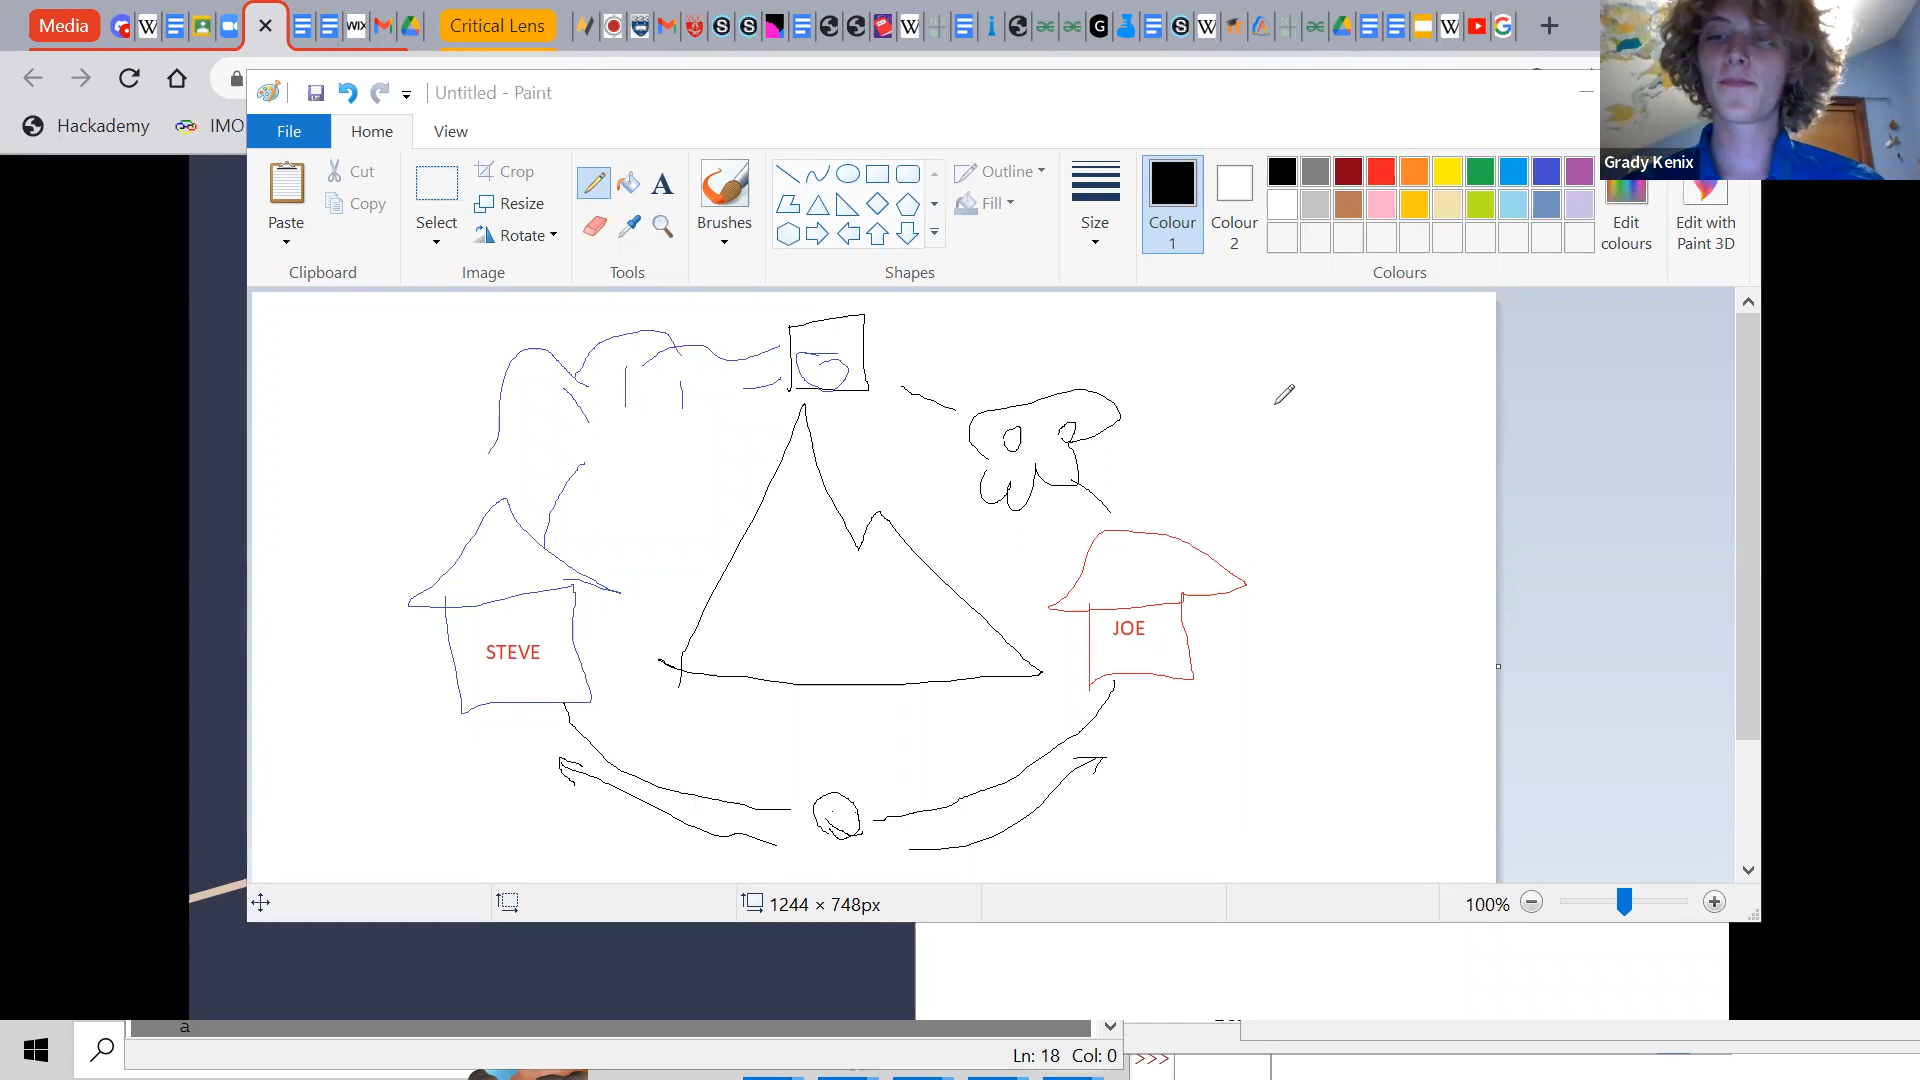 Media
Critical Lens
Hackademy
IMO
Untitled - Paint
File Home View
Paste
Cut
Copy
Clipboard
Select
Crop
Resize
Rotate
Image
A
Tools
Brushes
Shapes
Outline
Fill
Size
Colour 1
Colour 2
Colours
Edit colours
Edit with Paint 3D
Grady Kenix
STEVE
JOE
1244 × 748px
100%
a
Ln: 18 Col: 0
>>>